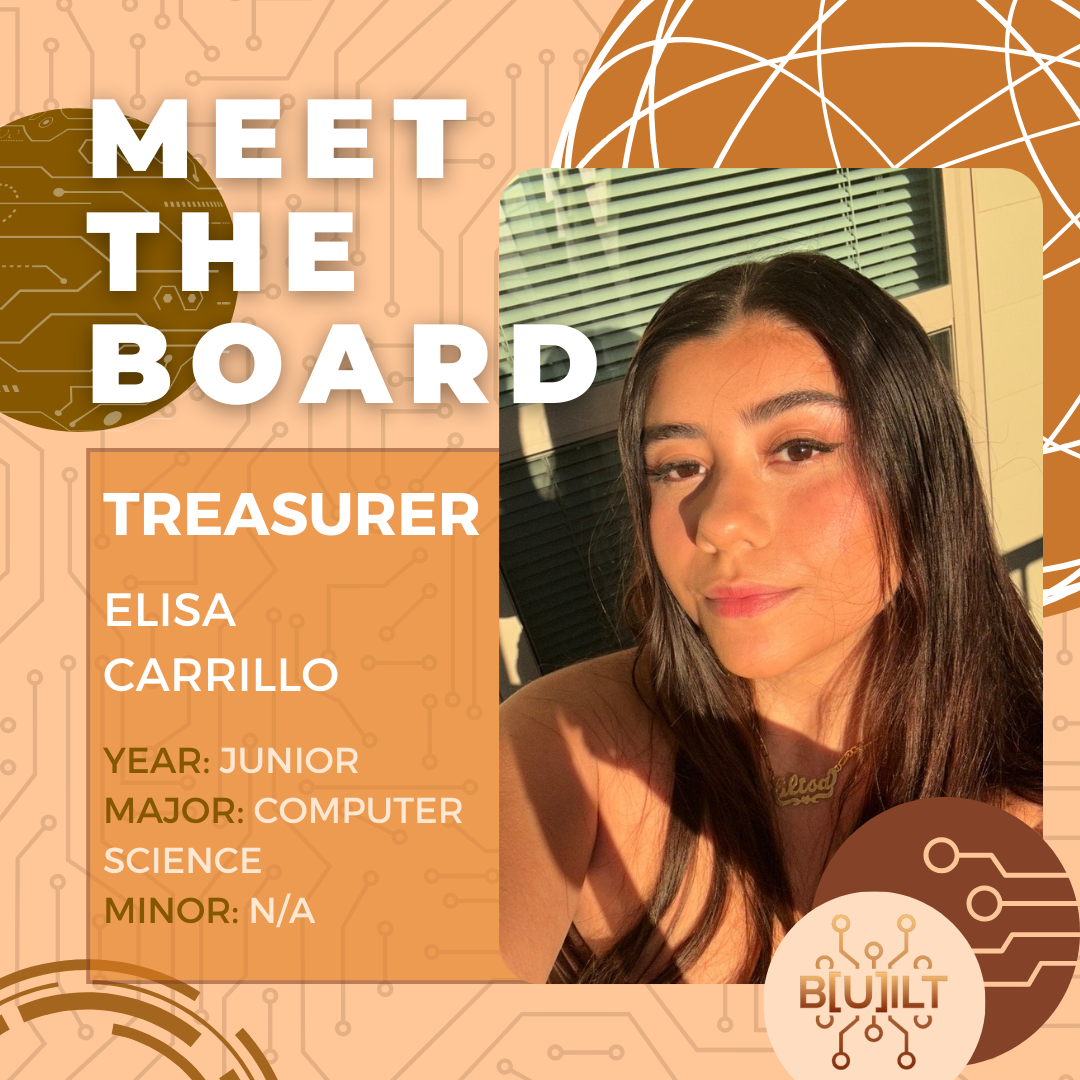 MEET
THE
BOARD
TREASURER
ELISA
CARRILLO
YEAR: JUNIOR
MAJOR: COMPUTER
SCIENCE
MINOR: N/A
B[U]ILT